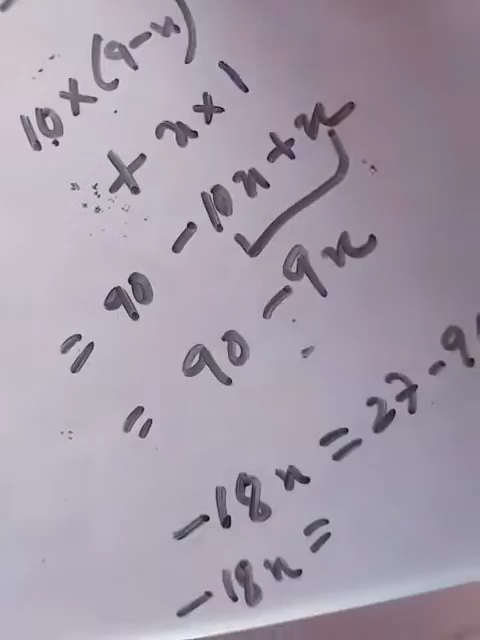 10×(9-x)
+ x×1
= 90 - 10x + x
= 90 - 9x
-18x = 27 - 9
-18x =